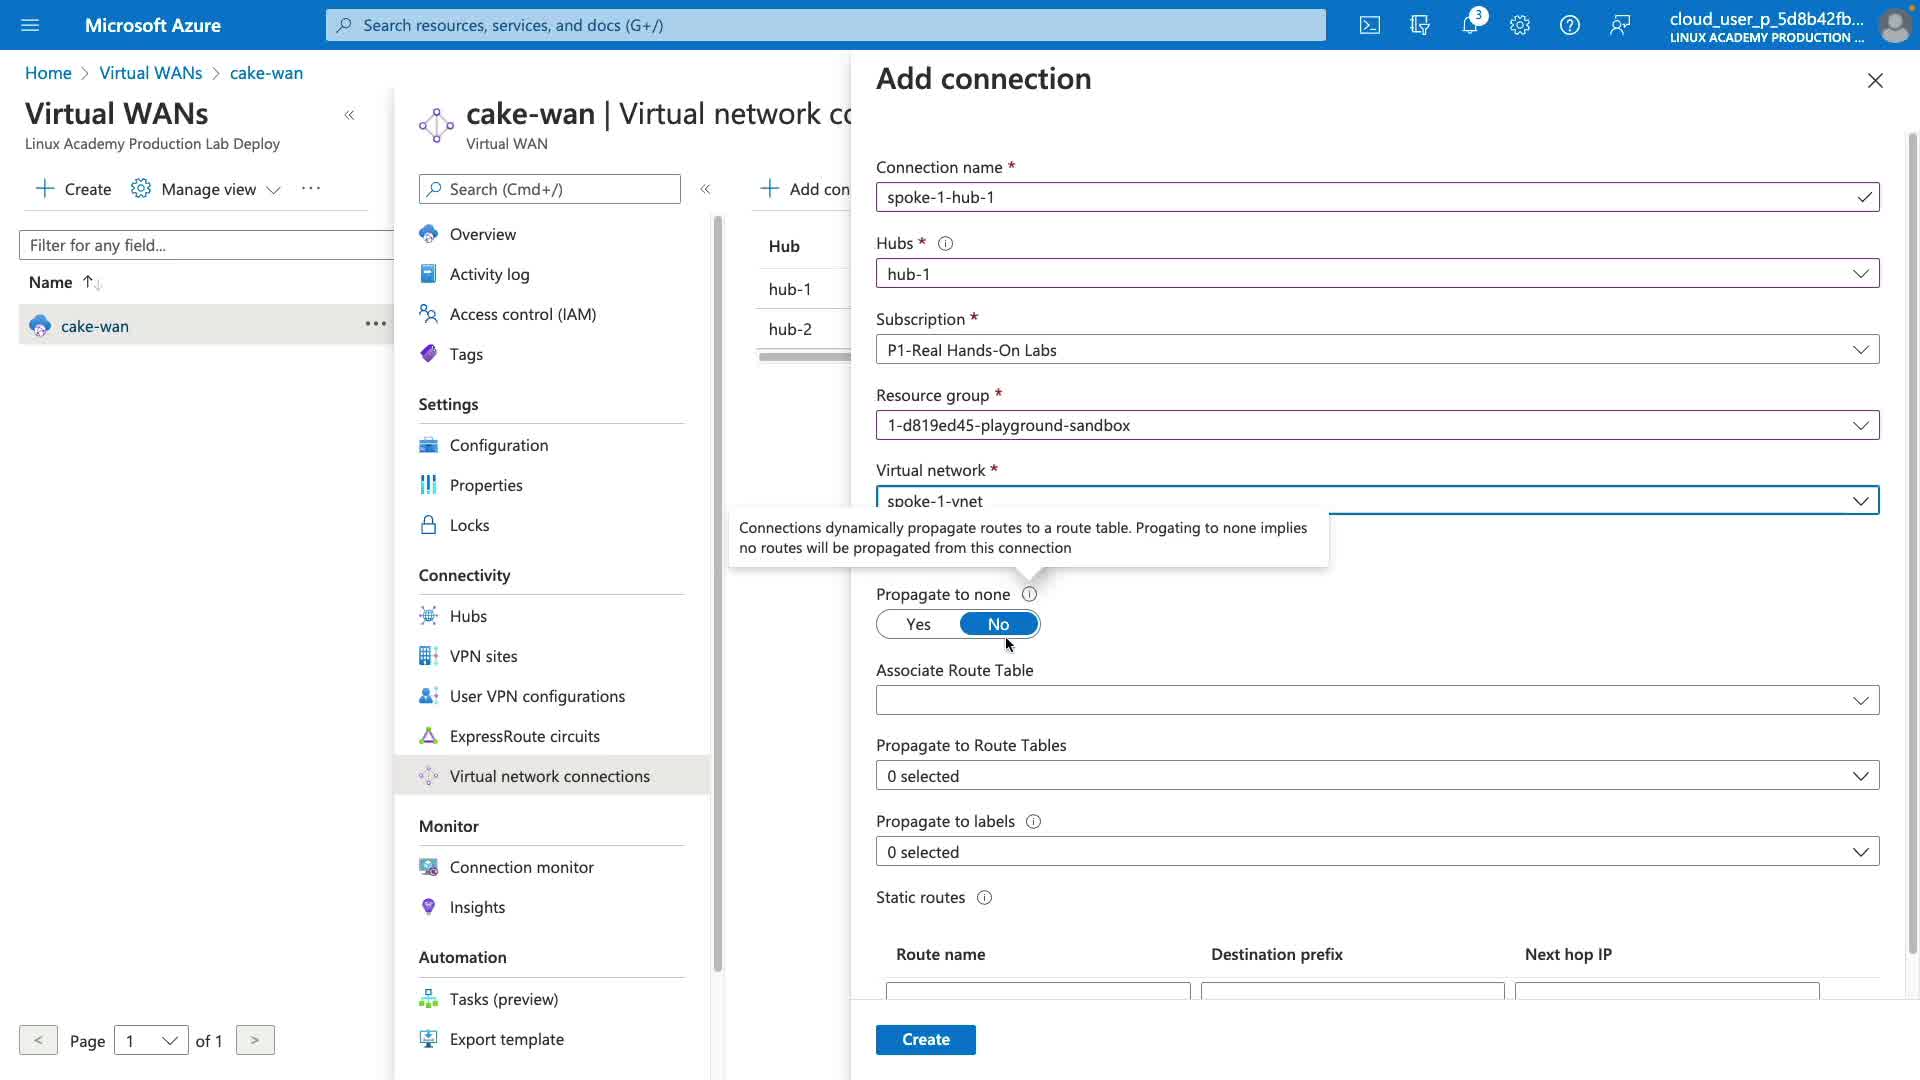 Microsoft Azure
Search resources, services, and docs (G+/)
3
cloud_user_p_5d8b42fb...
LINUX ACADEMY PRODUCTION ...
Home > Virtual WANs > cake-wan
Virtual WANs
«
Linux Academy Production Lab Deploy
+ Create
Manage view
...
Filter for any field...
Name ↑↓
cake-wan
...
< Page 1 of 1 >
cake-wan | Virtual network co
Virtual WAN
Search (Cmd+/)
«
Overview
Activity log
Access control (IAM)
Tags
Settings
Configuration
Properties
Locks
Connectivity
Hubs
VPN sites
User VPN configurations
ExpressRoute circuits
Virtual network connections
Monitor
Connection monitor
Insights
Automation
Tasks (preview)
Export template
+ Add con
Hub
hub-1
hub-2
Add connection
Connection name *
spoke-1-hub-1
Hubs *
hub-1
Subscription *
P1-Real Hands-On Labs
Resource group *
1-d819ed45-playground-sandbox
Virtual network *
spoke-1-vnet
Connections dynamically propagate routes to a route table. Progating to none implies
no routes will be propagated from this connection
Propagate to none
Yes No
Associate Route Table
Propagate to Route Tables
0 selected
Propagate to labels
0 selected
Static routes
Route name Destination prefix Next hop IP
Create